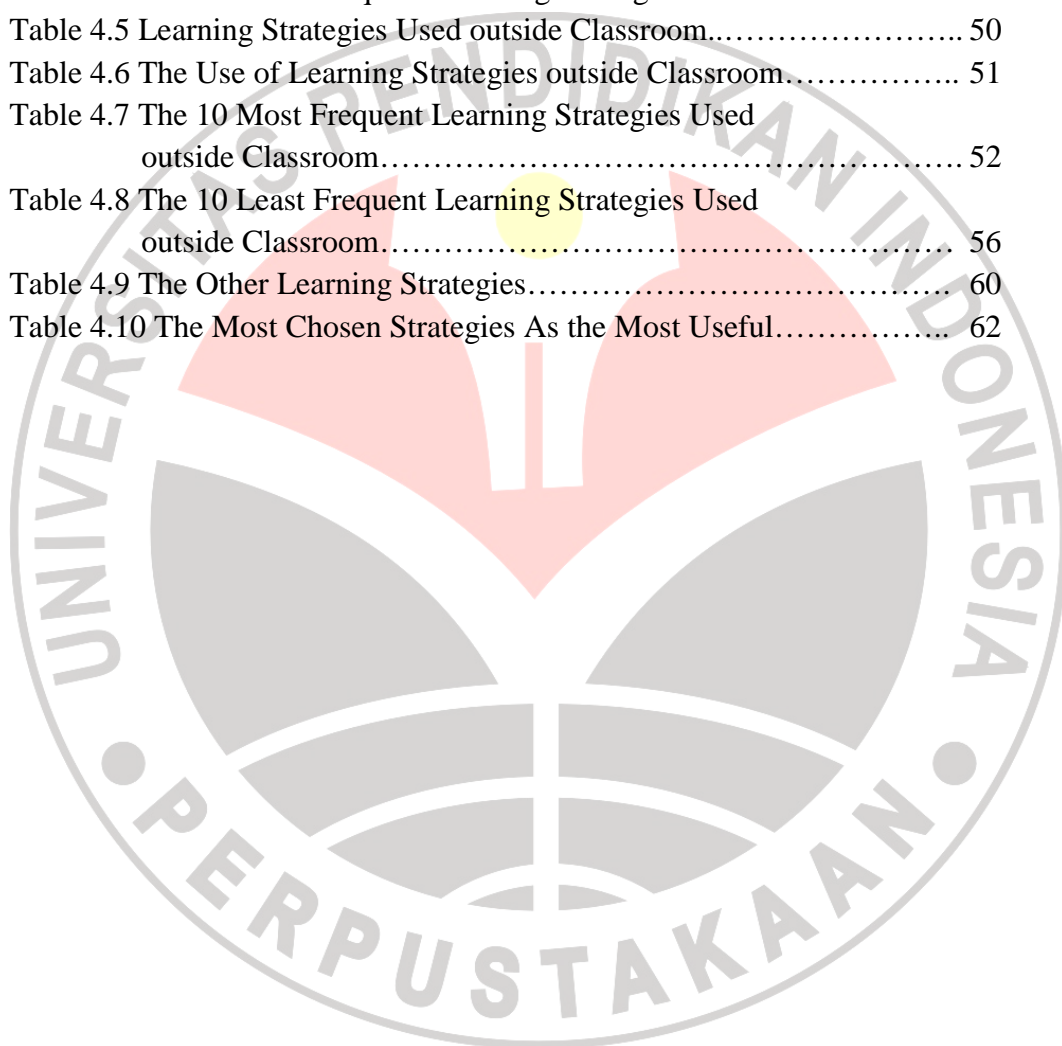 Table 4.5 Learning Strategies Used outside Classroom..………………….. 50
Table 4.6 The Use of Learning Strategies outside Classroom…………….. 51
Table 4.7 The 10 Most Frequent Learning Strategies Used
outside Classroom………………………………………………. 52
Table 4.8 The 10 Least Frequent Learning Strategies Used
outside Classroom……………………………………………… 56
Table 4.9 The Other Learning Strategies…………………………………. 60
Table 4.10 The Most Chosen Strategies As the Most Useful…………….. 62
UNIVERSITAS PENDIDIKAN INDONESIA
PERPUSTAKAAN